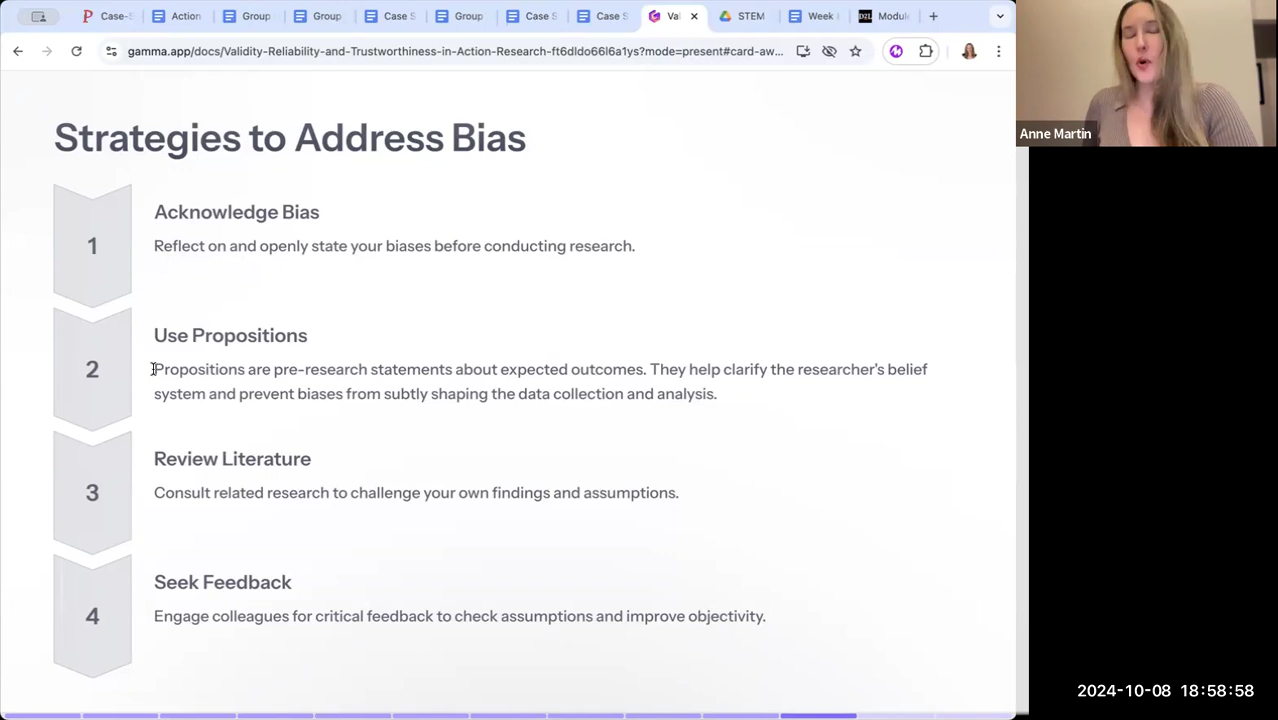 Case-S
Action
Group
Group
Case S
Group
Case S
Case S
Val
STEM
Week
Modul
gamma.app/docs/Validity-Reliability-and-Trustworthiness-in-Action-Research-ft6dldo66l6a1ys?mode=present#card-aw...
Anne Martin
Strategies to Address Bias
1
Acknowledge Bias
Reflect on and openly state your biases before conducting research.
2
Use Propositions
Propositions are pre-research statements about expected outcomes. They help clarify the researcher's belief
system and prevent biases from subtly shaping the data collection and analysis.
3
Review Literature
Consult related research to challenge your own findings and assumptions.
4
Seek Feedback
Engage colleagues for critical feedback to check assumptions and improve objectivity.
2024-10-08 18:58:58